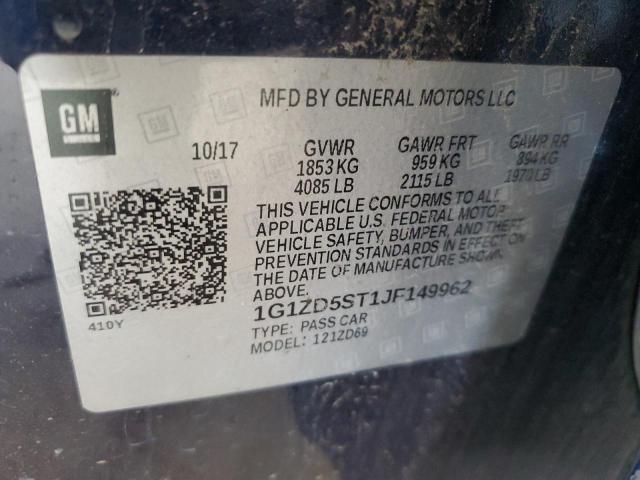 GM
MFD BY GENERAL MOTORS LLC
10/17 GVWR GAWR FRT GAWR RR
1853 KG 959 KG 894 KG
4085 LB 2115 LB 1970 LB
THIS VEHICLE CONFORMS TO ALL
APPLICABLE U.S. FEDERAL MOTOR
VEHICLE SAFETY, BUMPER, AND THEFT
PREVENTION STANDARDS IN EFFECT ON
THE DATE OF MANUFACTURE SHOWN
ABOVE.
1G1ZD5ST1JF149962
TYPE: PASS CAR
MODEL: 121ZD69
410Y